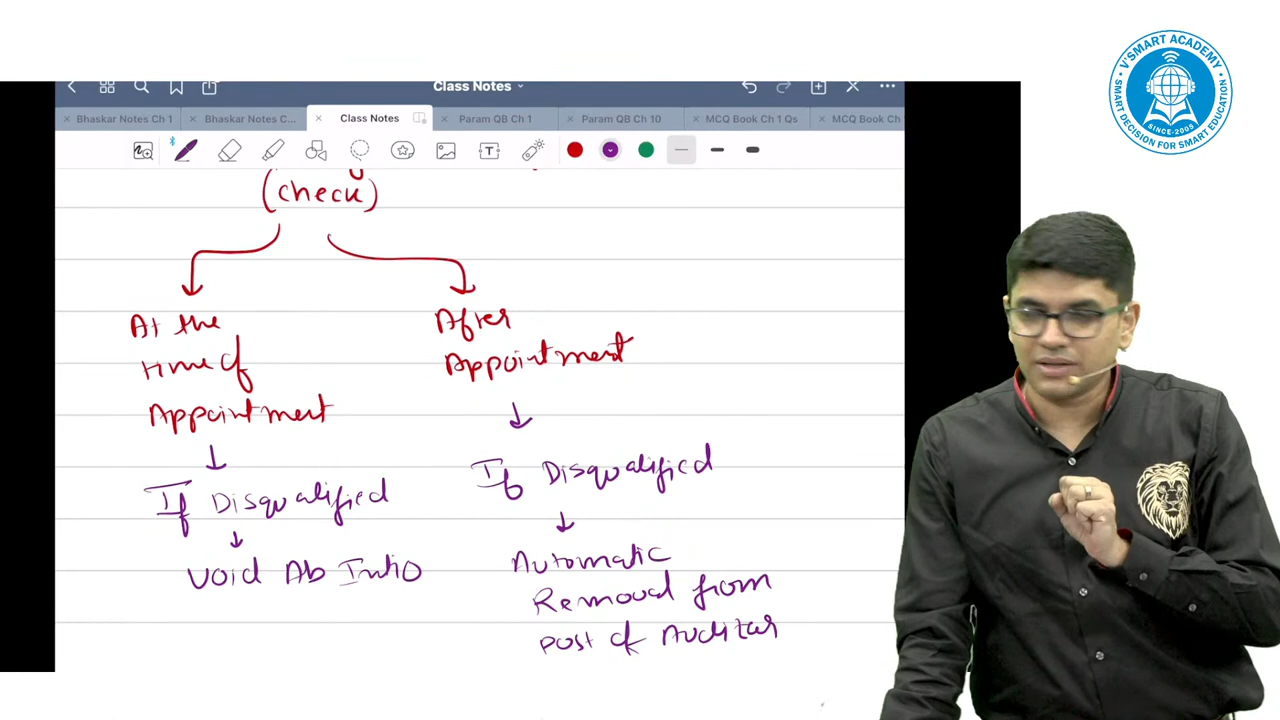 Class Notes
Bhaskar Notes Ch 1
Bhaskar Notes C...
Class Notes
Param QB Ch 1
Param QB Ch 10
MCQ Book Ch 1 Qs
MCQ Book Ch
(check)
At the
time of
Appointment
If Disqualified
Void Ab Initio
After
Appointment
If Disqualified
Automatic
Removal from
post of Auditor
V'SMART ACADEMY
SINCE-2005
SMART DECISION FOR SMART EDUCATION